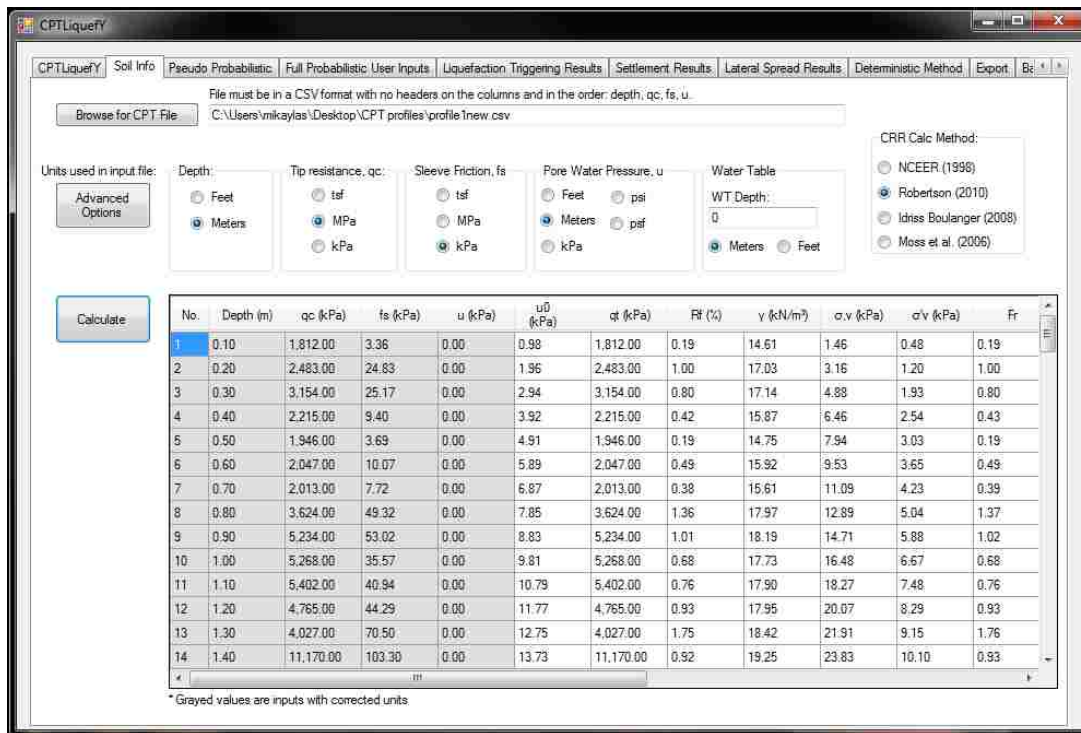 CPTLiquefY
CPTLiquefY Soil Info Pseudo Probabilistic Full Probabilistic User Inputs Liquefaction Triggering Results Settlement Results Lateral Spread Results Deterministic Method Export
File must be in a CSV format with no headers on the columns and in the order: depth, qc, fs, u.
Browse for CPT File C:\Users\mikaylas\Desktop\CPT profiles\profile1new.csv
CRR Calc Method:
NCEER (1998)
Robertson (2010)
Idriss Boulanger (2008)
Moss et al. (2006)
Units used in input file:
Advanced Options
Depth:
Feet
Meters
Tip resistance, qc:
tsf
MPa
kPa
Sleeve Friction, fs
tsf
MPa
kPa
Pore Water Pressure, u
Feet psi
Meters psf
kPa
Water Table
WT Depth:
0
Meters Feet
Calculate
No. Depth (m) qc (kPa) fs (kPa) u (kPa) u0 (kPa) qt (kPa) Rf (%) γ (kN/m³) σ.v (kPa) σ'v (kPa) Fr
1 0.10 1,812.00 3.36 0.00 0.98 1,812.00 0.19 14.61 1.46 0.48 0.19
2 0.20 2,483.00 24.83 0.00 1.96 2,483.00 1.00 17.03 3.16 1.20 1.00
3 0.30 3,154.00 25.17 0.00 2.94 3,154.00 0.80 17.14 4.88 1.93 0.80
4 0.40 2,215.00 9.40 0.00 3.92 2,215.00 0.42 15.87 6.46 2.54 0.43
5 0.50 1,946.00 3.69 0.00 4.91 1,946.00 0.19 14.75 7.94 3.03 0.19
6 0.60 2,047.00 10.07 0.00 5.89 2,047.00 0.49 15.92 9.53 3.65 0.49
7 0.70 2,013.00 7.72 0.00 6.87 2,013.00 0.38 15.61 11.09 4.23 0.39
8 0.80 3,624.00 49.32 0.00 7.85 3,624.00 1.36 17.97 12.89 5.04 1.37
9 0.90 5,234.00 53.02 0.00 8.83 5,234.00 1.01 18.19 14.71 5.88 1.02
10 1.00 5,268.00 35.57 0.00 9.81 5,268.00 0.68 17.73 16.48 6.67 0.68
11 1.10 5,402.00 40.94 0.00 10.79 5,402.00 0.76 17.90 18.27 7.48 0.76
12 1.20 4,765.00 44.29 0.00 11.77 4,765.00 0.93 17.95 20.07 8.29 0.93
13 1.30 4,027.00 70.50 0.00 12.75 4,027.00 1.75 18.42 21.91 9.15 1.76
14 1.40 11,170.00 103.30 0.00 13.73 11,170.00 0.92 19.25 23.83 10.10 0.93
* Grayed values are inputs with corrected units